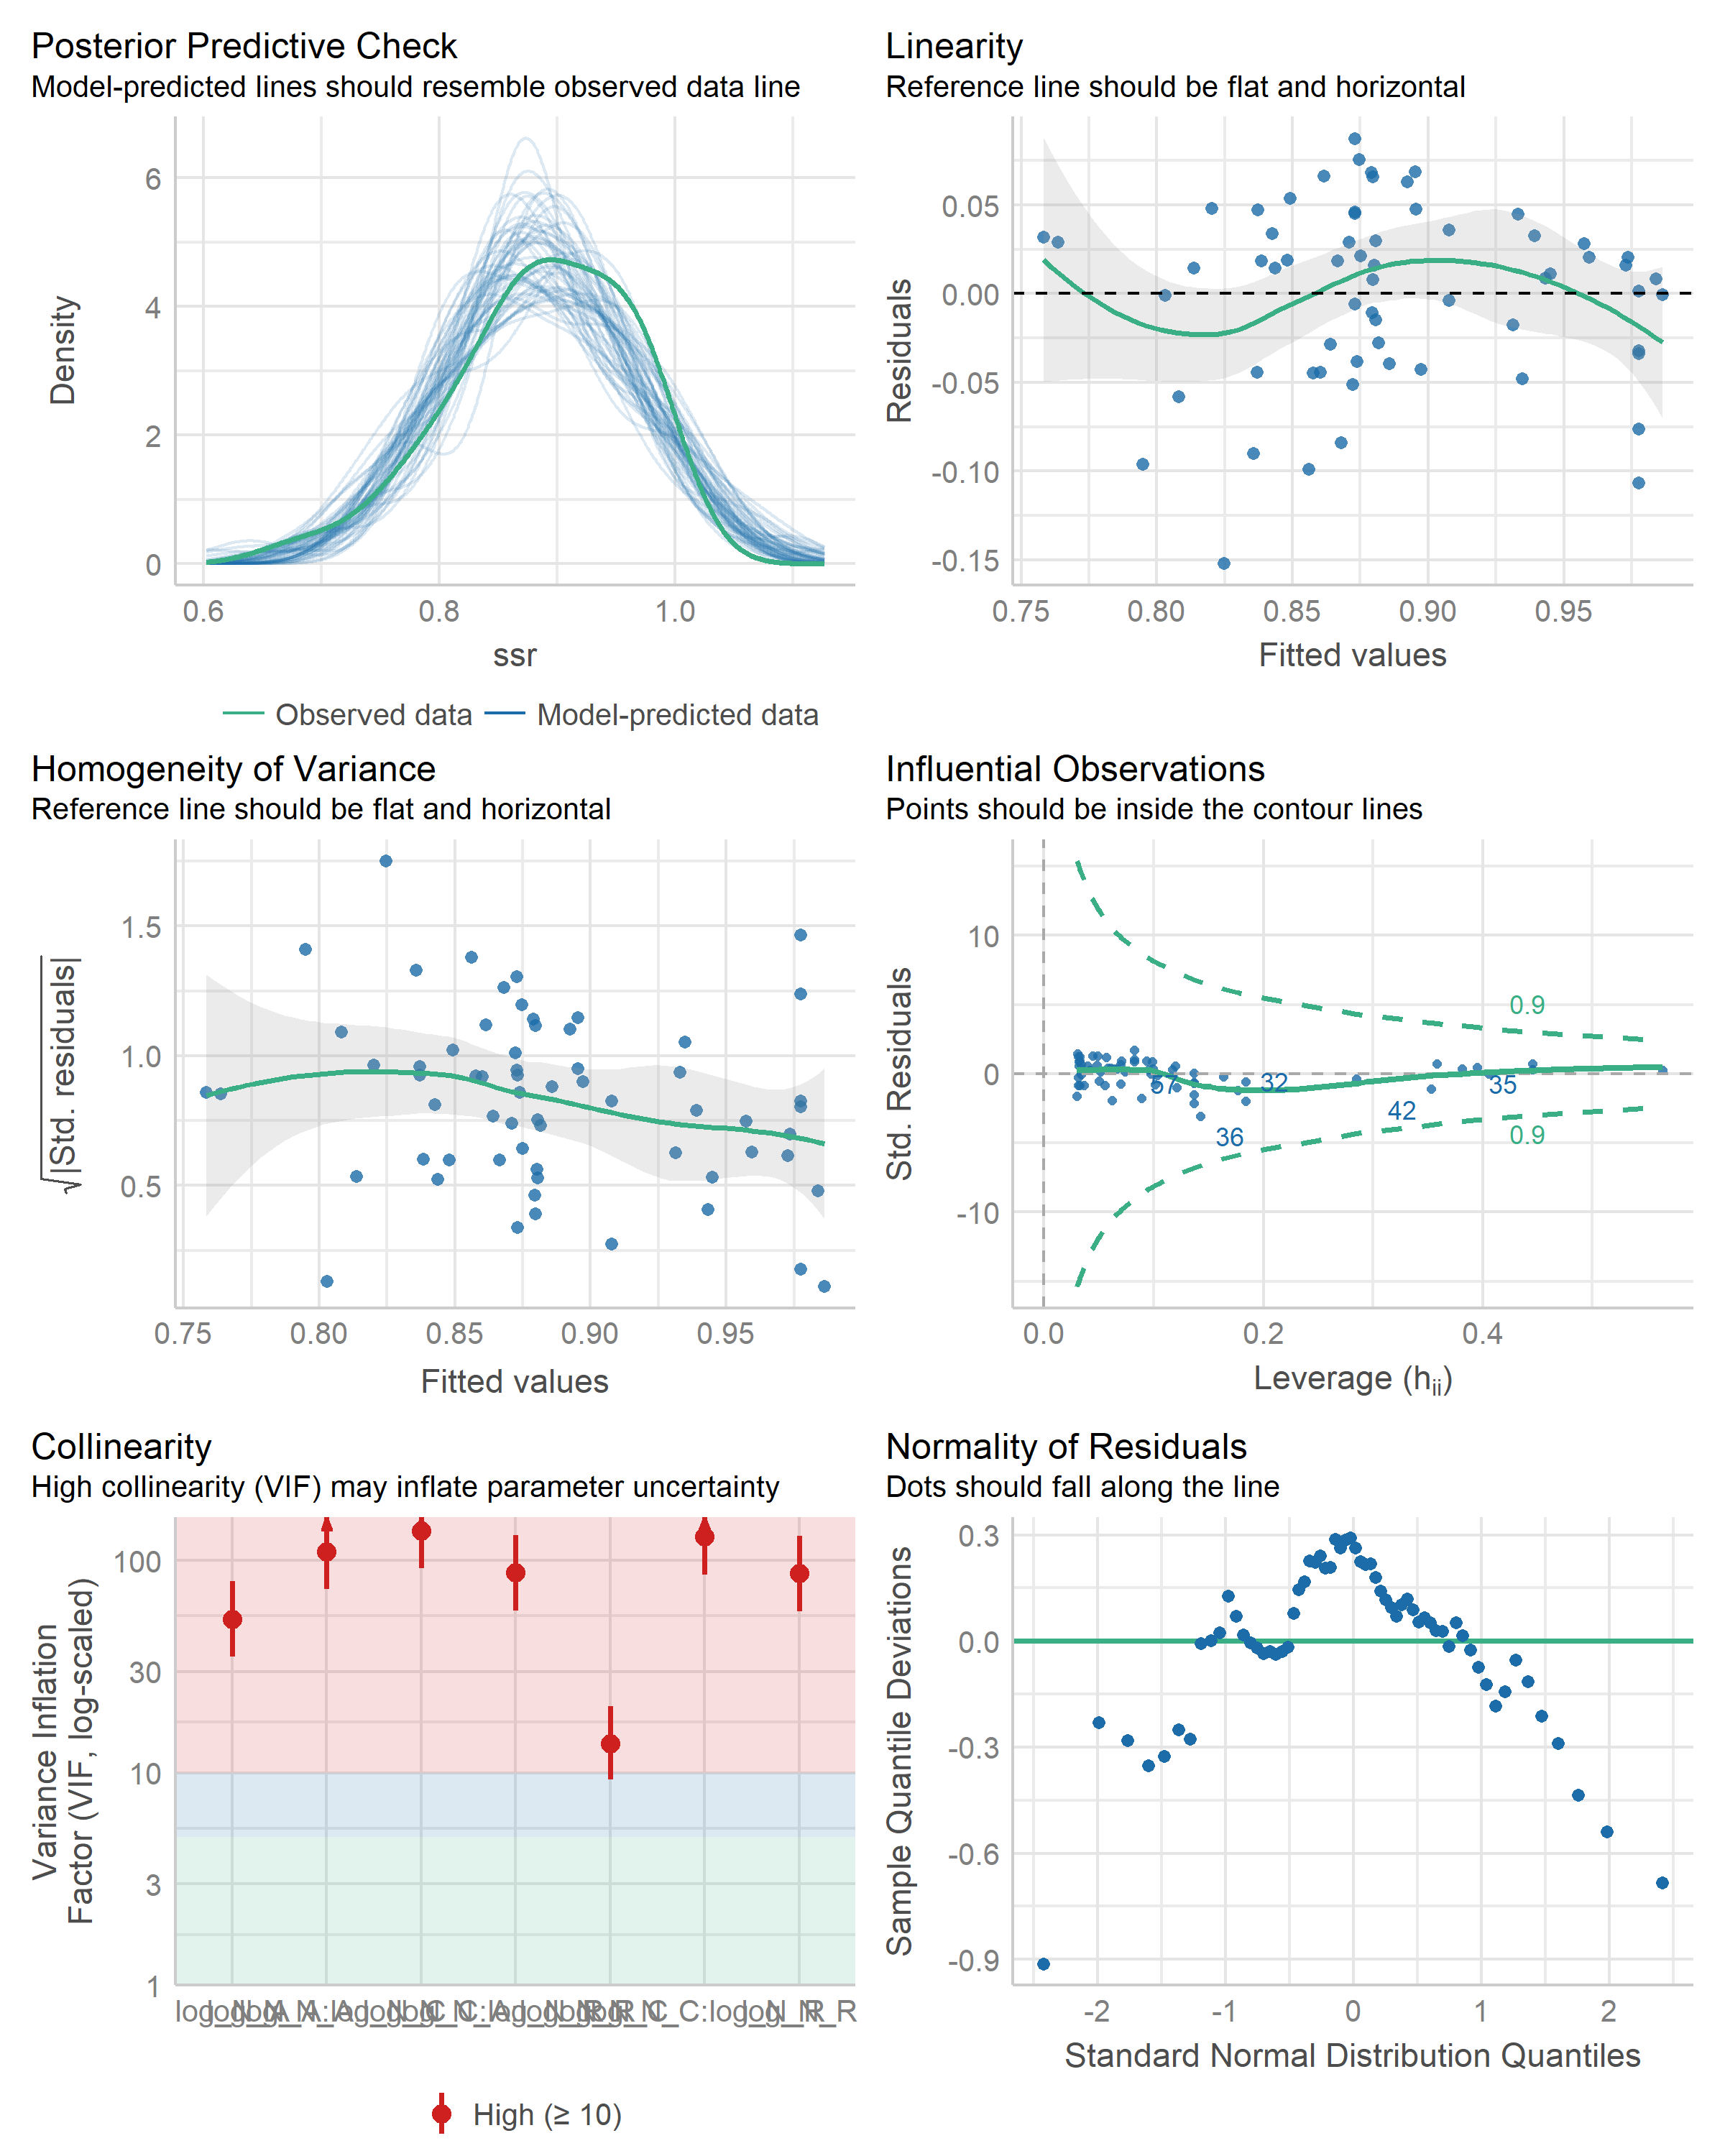 Posterior Predictive Check
Model-predicted lines should resemble observed data line
Density
6
4
2
0
0.6 0.8 1.0
ssr
Observed data Model-predicted data
Linearity
Reference line should be flat and horizontal
Residuals
0.05
0.00
-0.05
-0.10
-0.15
0.75 0.80 0.85 0.90 0.95
Fitted values
Homogeneity of Variance
Reference line should be flat and horizontal
√|Std. residuals|
1.5
1.0
0.5
0.75 0.80 0.85 0.90 0.95
Fitted values
Influential Observations
Points should be inside the contour lines
Std. Residuals
10
0
-10
0.9
57 32 35
42
36
0.9
0.0 0.2 0.4
Leverage (hii)
Collinearity
High collinearity (VIF) may inflate parameter uncertainty
Variance Inflation
Factor (VIF, log-scaled)
100
30
10
3
1
High (≥ 10)
Normality of Residuals
Dots should fall along the line
Sample Quantile Deviations
0.3
0.0
-0.3
-0.6
-0.9
-2 -1 0 1 2
Standard Normal Distribution Quantiles